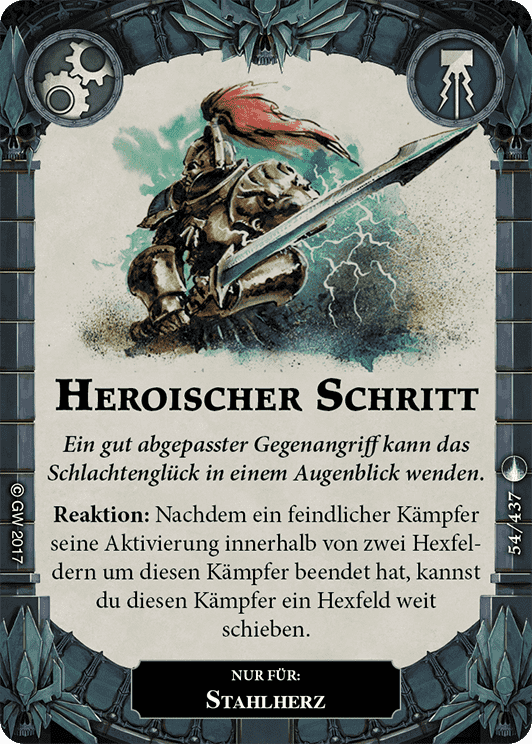 Heroischer Schritt
Ein gut abgepasster Gegenangriff kann das
Schlachtenglück in einem Augenblick wenden.
Reaktion: Nachdem ein feindlicher Kämpfer
seine Aktivierung innerhalb von zwei Hexfel-
dern um diesen Kämpfer beendet hat, kannst
du diesen Kämpfer ein Hexfeld weit
schieben.
© GW 2017
54/437
NUR FÜR:
Stahlherz